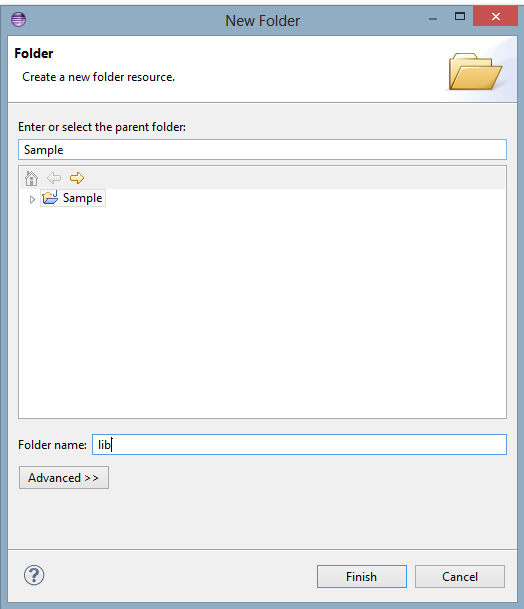 New Folder
Folder
Create a new folder resource.
Enter or select the parent folder:
Sample
Sample
Folder name: lib
Advanced >>
? Finish Cancel